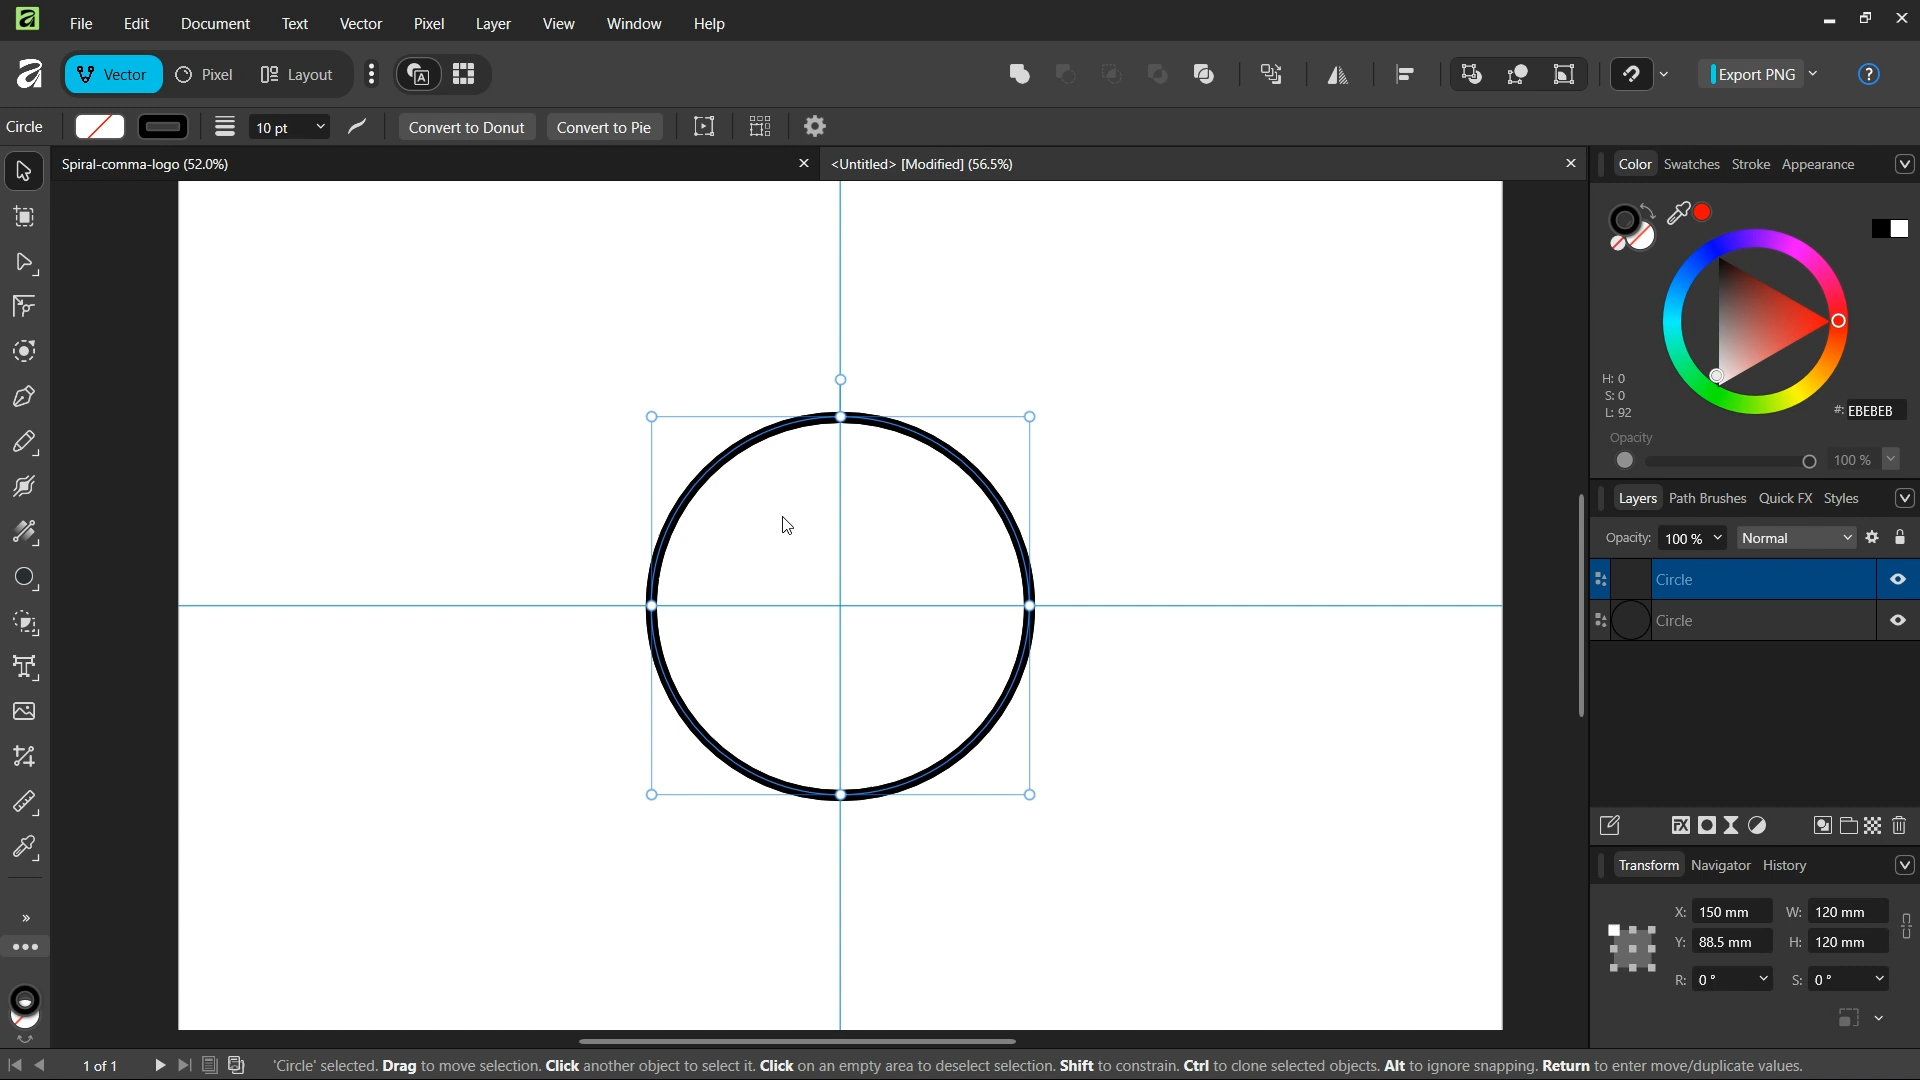 File Edit Document Text Vector Pixel Layer View Window Help
Vector Pixel Layout Export PNG
Circle 10 pt Convert to Donut Convert to Pie
Spiral-comma-logo (52.0%) <Untitled> [Modified] (56.5%)
Color Swatches Stroke Appearance
H: 0
S: 0
L: 92
#: EBEBEB
Opacity
100 %
Layers Path Brushes Quick FX Styles
Opacity: 100 % Normal
Circle
Circle
Transform Navigator History
X: 150 mm W: 120 mm
Y: 88.5 mm H: 120 mm
R: 0 ° S: 0 °
1 of 1 'Circle' selected. Drag to move selection. Click another object to select it. Click on an empty area to deselect selection. Shift to constrain. Ctrl to clone selected objects. Alt to ignore snapping. Return to enter move/duplicate values.